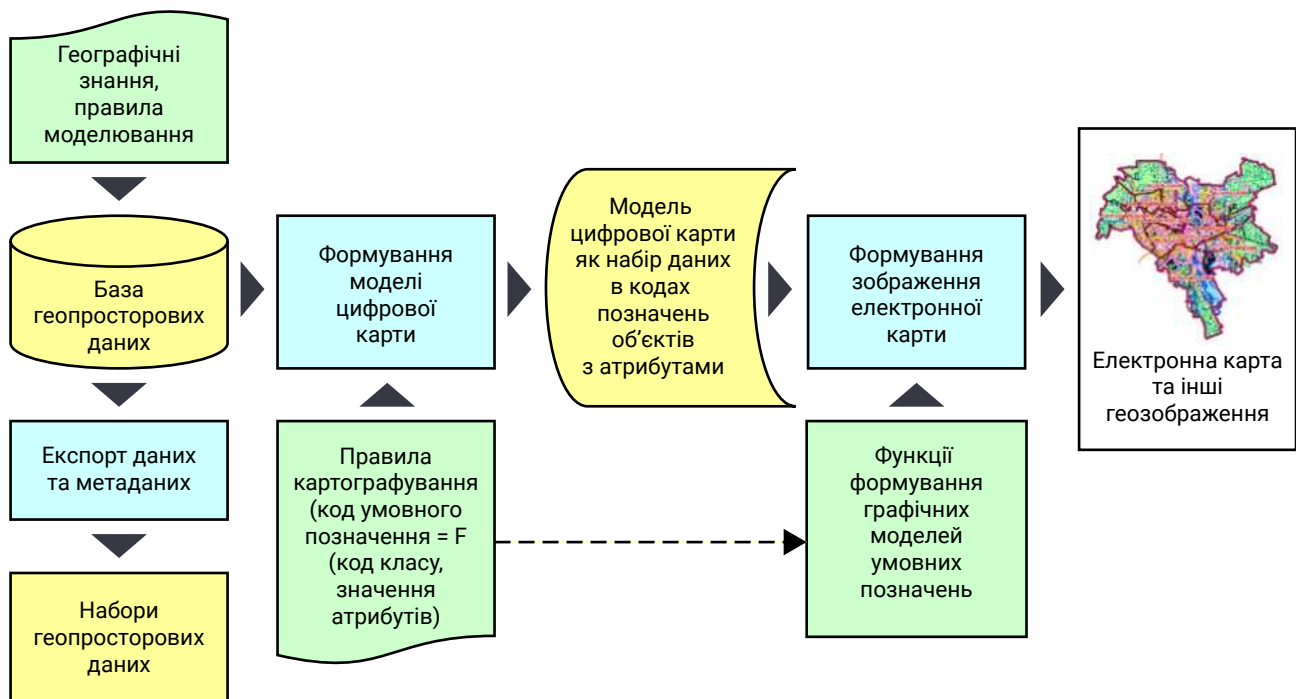 Географічні
знання,
правила
моделювання
База
геопросторових
даних
Експорт даних
та метаданих
Набори
геопросторових
даних
Формування
моделі
цифрової
карти
Правила
картографування
(код умовного
позначення = F
(код класу,
значення
атрибутів)
Модель
цифрової карти
як набір даних
в кодах
позначень
об’єктів
з атрибутами
Формування
зображення
електронної
карти
Функції
формування
графічних
моделей
умовних
позначень
Електронна карта
та інші
геозображення